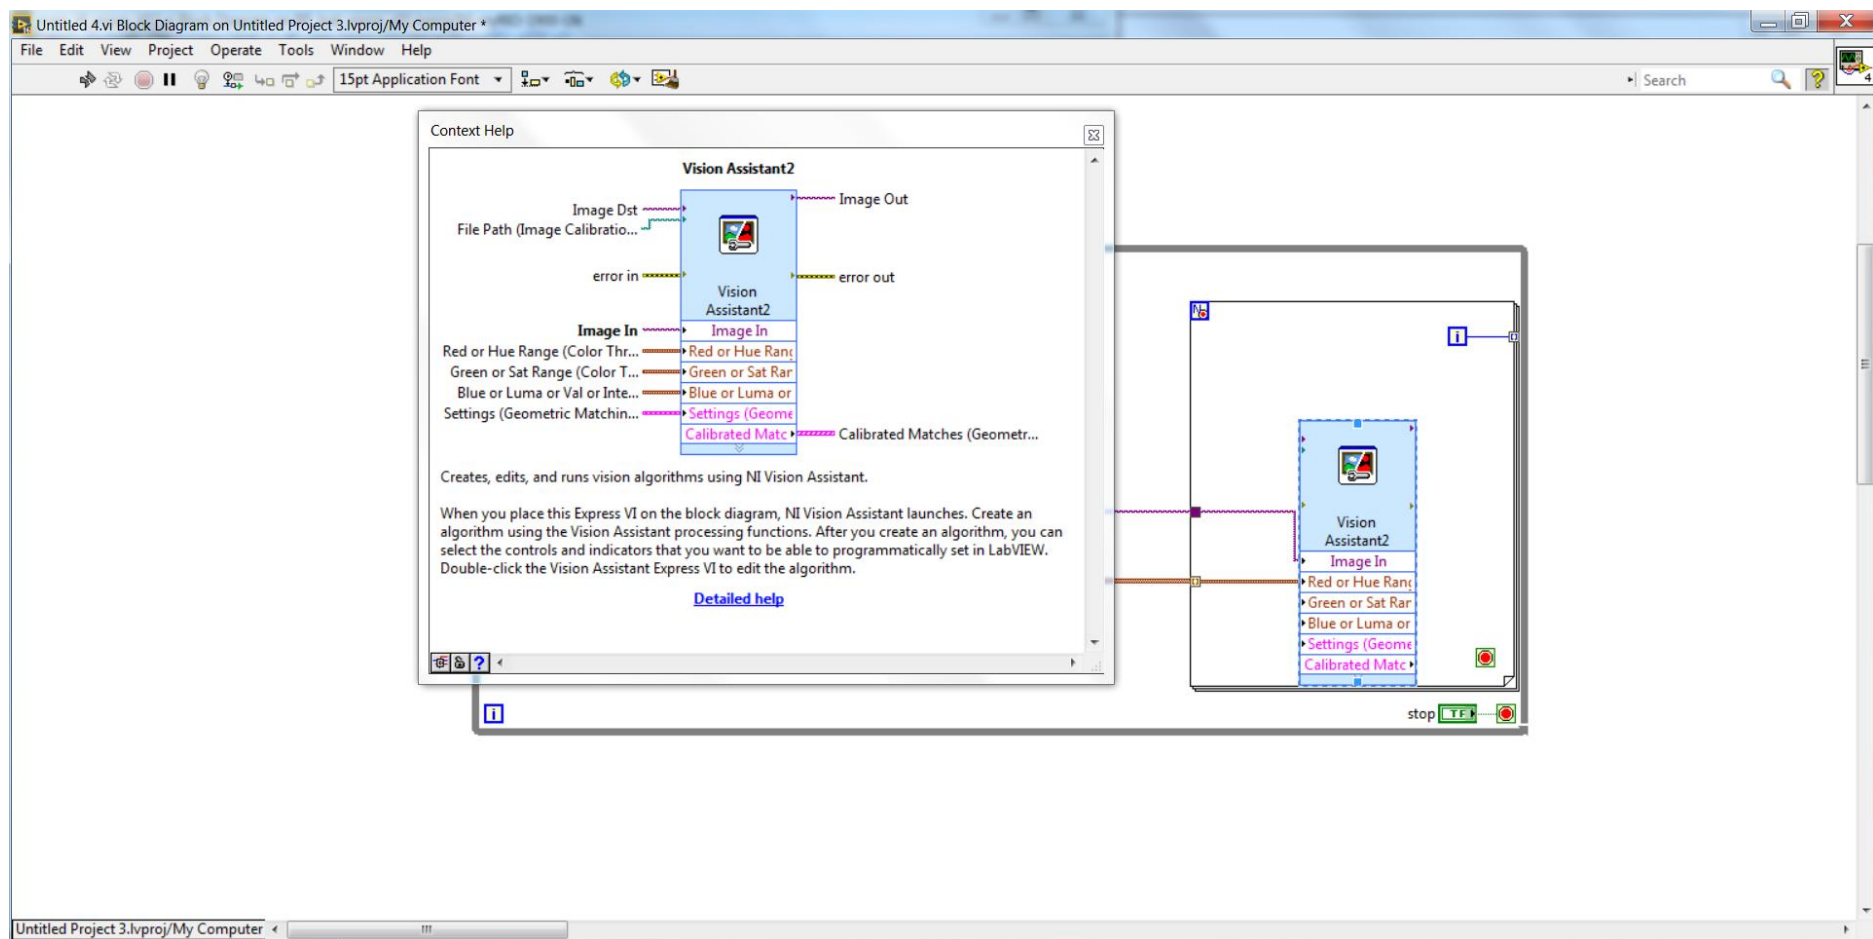 Untitled 4.vi Block Diagram on Untitled Project 3.lvproj/My Computer *
File Edit View Project Operate Tools Window Help
15pt Application Font
Search
4
Context Help
Vision Assistant2
Image Dst
Image Out
File Path (Image Calibratio...
error in
error out
Vision
Assistant2
Image In
Image In
Red or Hue Range (Color Thr...
Red or Hue Rang
Green or Sat Range (Color T...
Green or Sat Rar
Blue or Luma or Val or Inte...
Blue or Luma or
Settings (Geometric Matchin...
Settings (Geome
Calibrated Matc
Calibrated Matches (Geometr...
Creates, edits, and runs vision algorithms using NI Vision Assistant.
When you place this Express VI on the block diagram, NI Vision Assistant launches. Create an
algorithm using the Vision Assistant processing functions. After you create an algorithm, you can
select the controls and indicators that you want to be able to programmatically set in LabVIEW.
Double-click the Vision Assistant Express VI to edit the algorithm.
Detailed help
?
N
i
Vision
Assistant2
Image In
Red or Hue Rang
Green or Sat Rar
Blue or Luma or
Settings (Geome
Calibrated Matc
i
stop TF
Untitled Project 3.lvproj/My Computer